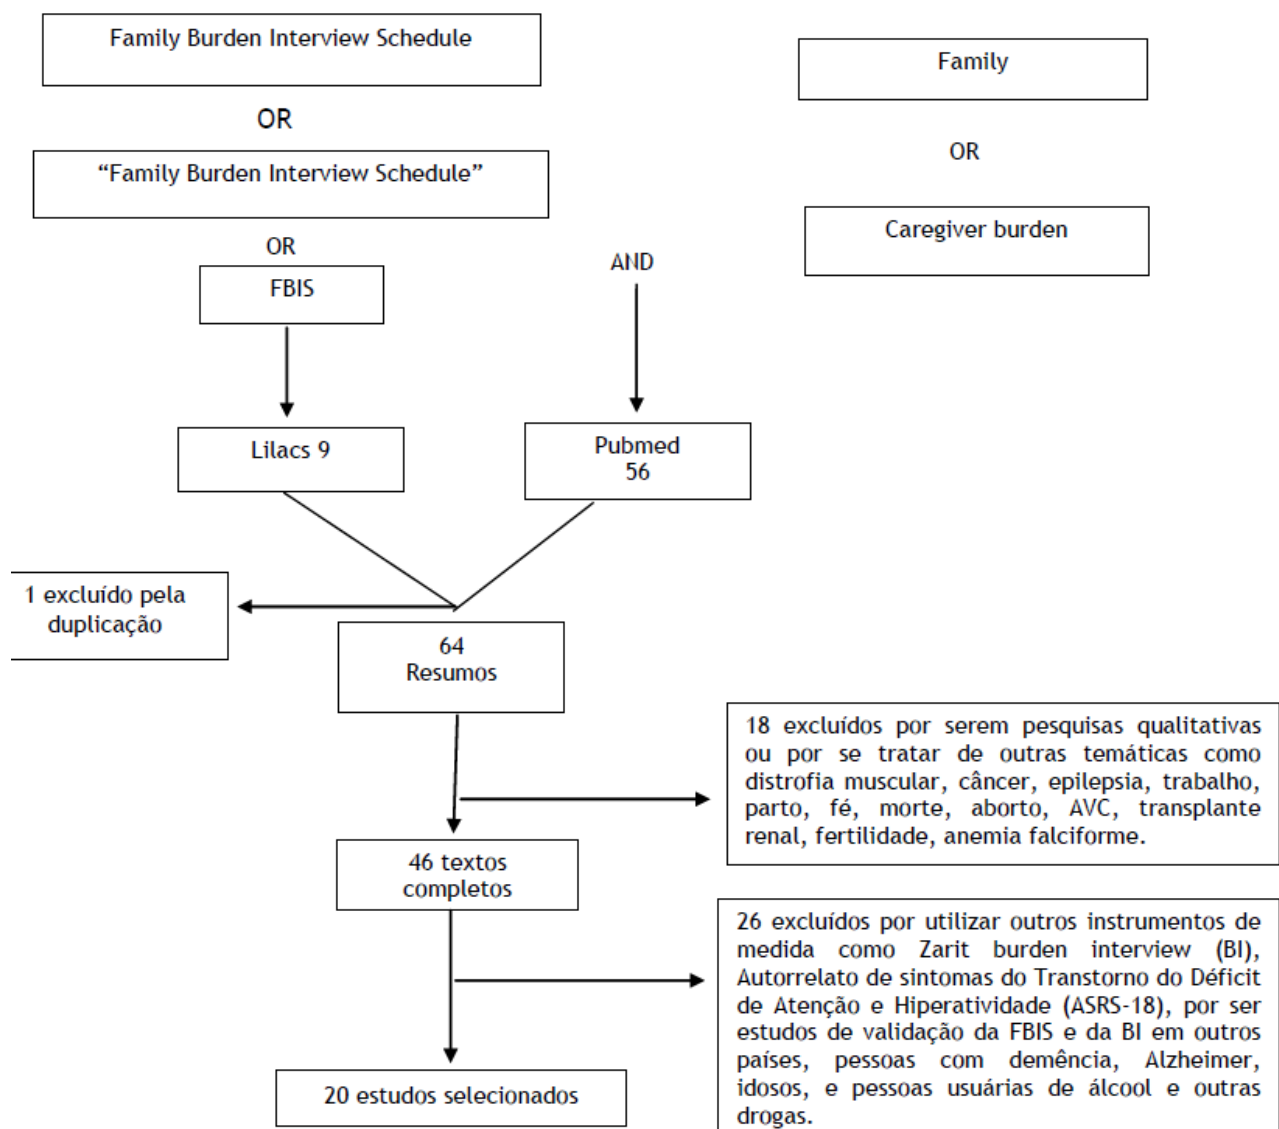 Family Burden Interview Schedule
OR
“Family Burden Interview Schedule”
OR
FBIS
Family
OR
Caregiver burden
AND
Lilacs 9
Pubmed
56
1 excluído pela
duplicação
64
Resumos
18 excluídos por serem pesquisas qualitativas
ou por se tratar de outras temáticas como
distrofia muscular, câncer, epilepsia, trabalho,
parto, fé, morte, aborto, AVC, transplante
renal, fertilidade, anemia falciforme.
46 textos
completos
26 excluídos por utilizar outros instrumentos de
medida como Zarit burden interview (BI),
Autorrelato de sintomas do Transtorno do Déficit
de Atenção e Hiperatividade (ASRS-18), por ser
estudos de validação da FBIS e da BI em outros
países, pessoas com demência, Alzheimer,
idosos, e pessoas usuárias de álcool e outras
drogas.
20 estudos selecionados